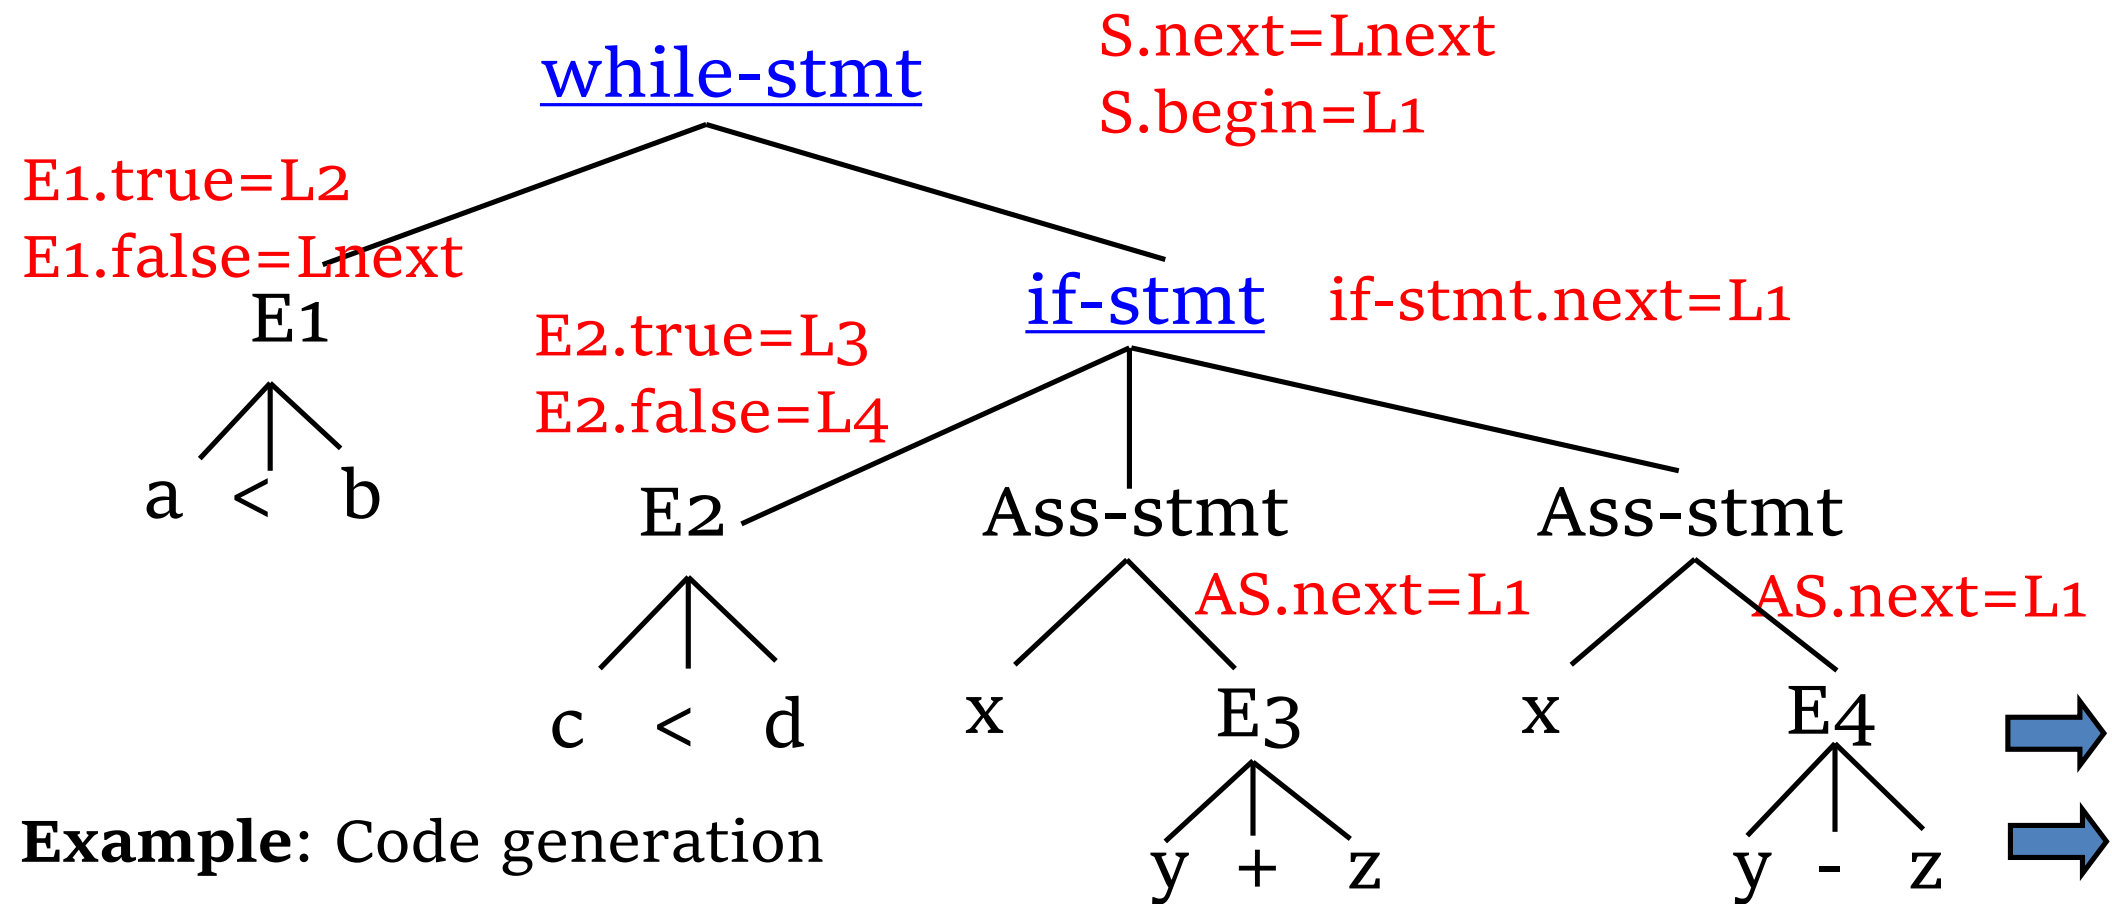 S.next=Lnext
while-stmt
S.begin=L1
E1.true=L2
E1.false=Lnext
if-stmt
if-stmt.next=L1
E1
E2.true=L3
E2.false=L4
a < b
E2
Ass-stmt
Ass-stmt
AS.next=L1
AS.next=L1
c < d
x
E3
x
E4
Example: Code generation
y + z
y - z